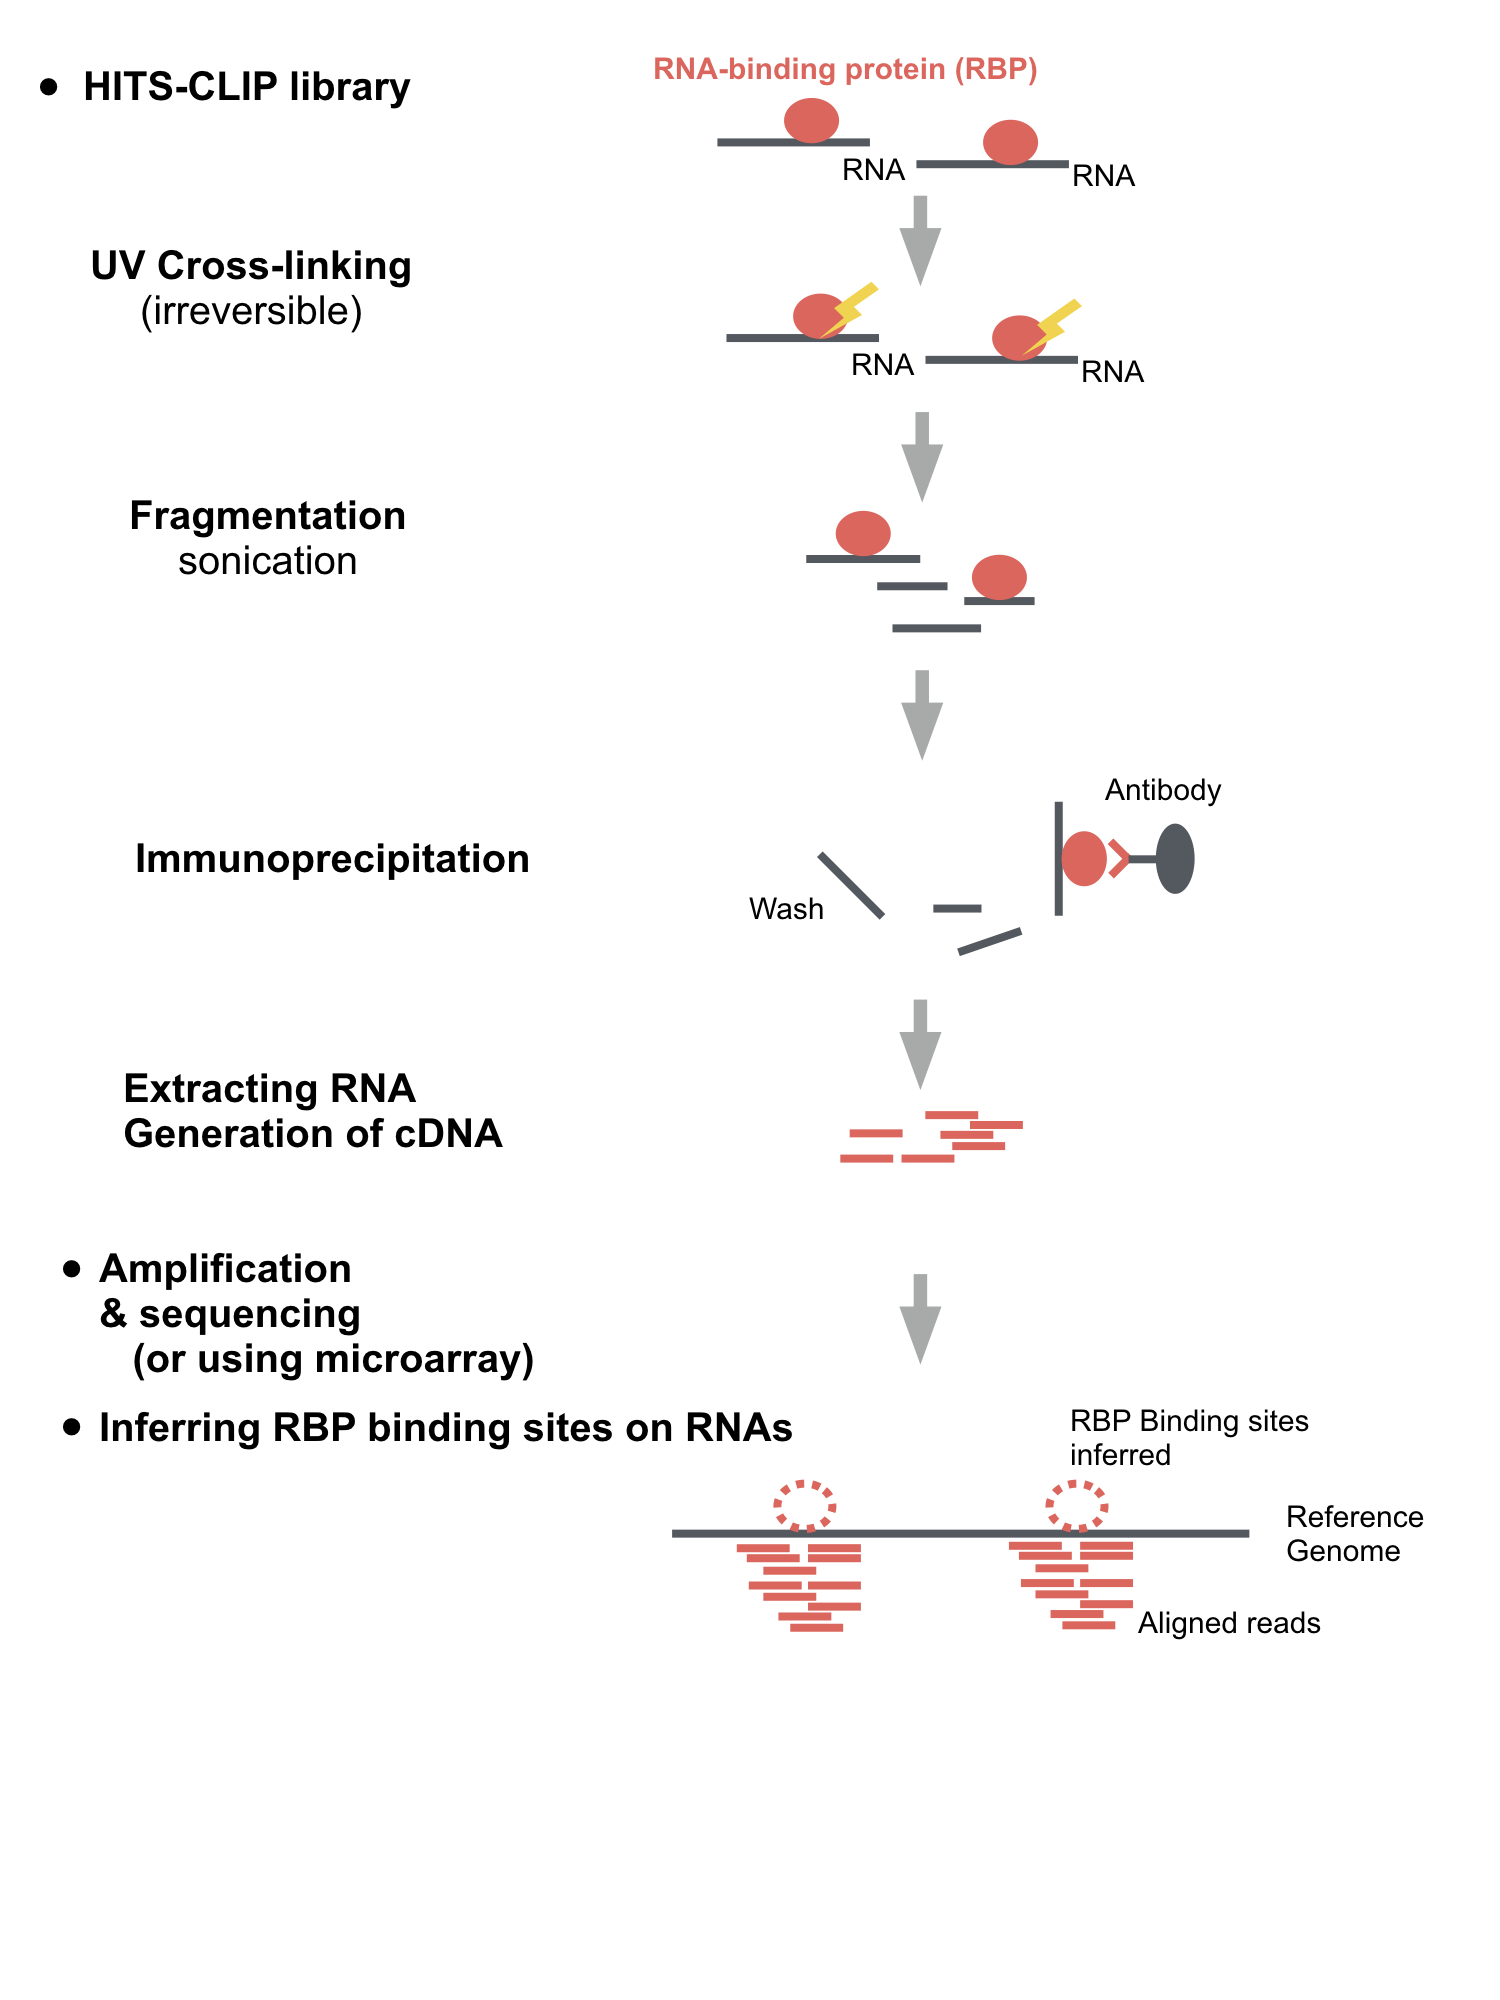 RNA-binding protein (RBP)
● HITS-CLIP library
RNA
RNA
UV Cross-linking
(irreversible)
RNA
RNA
Fragmentation
sonication
Antibody
Immunoprecipitation
Wash
Extracting RNA
Generation of cDNA
● Amplification
& sequencing
(or using microarray)
● Inferring RBP binding sites on RNAs
RBP Binding sites
inferred
Reference
Genome
Aligned reads